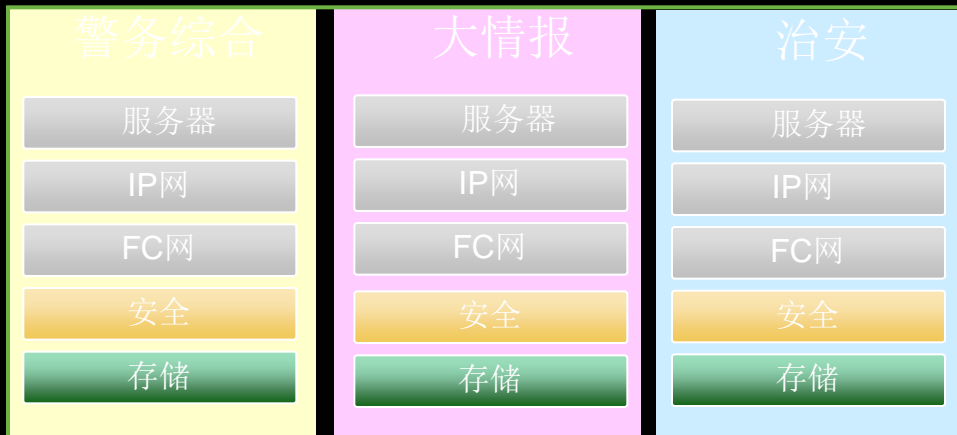 警务综合
服务器
IP网
FC网
安全
存储
大情报
服务器
IP网
FC网
安全
存储
治安
服务器
IP网
FC网
安全
存储